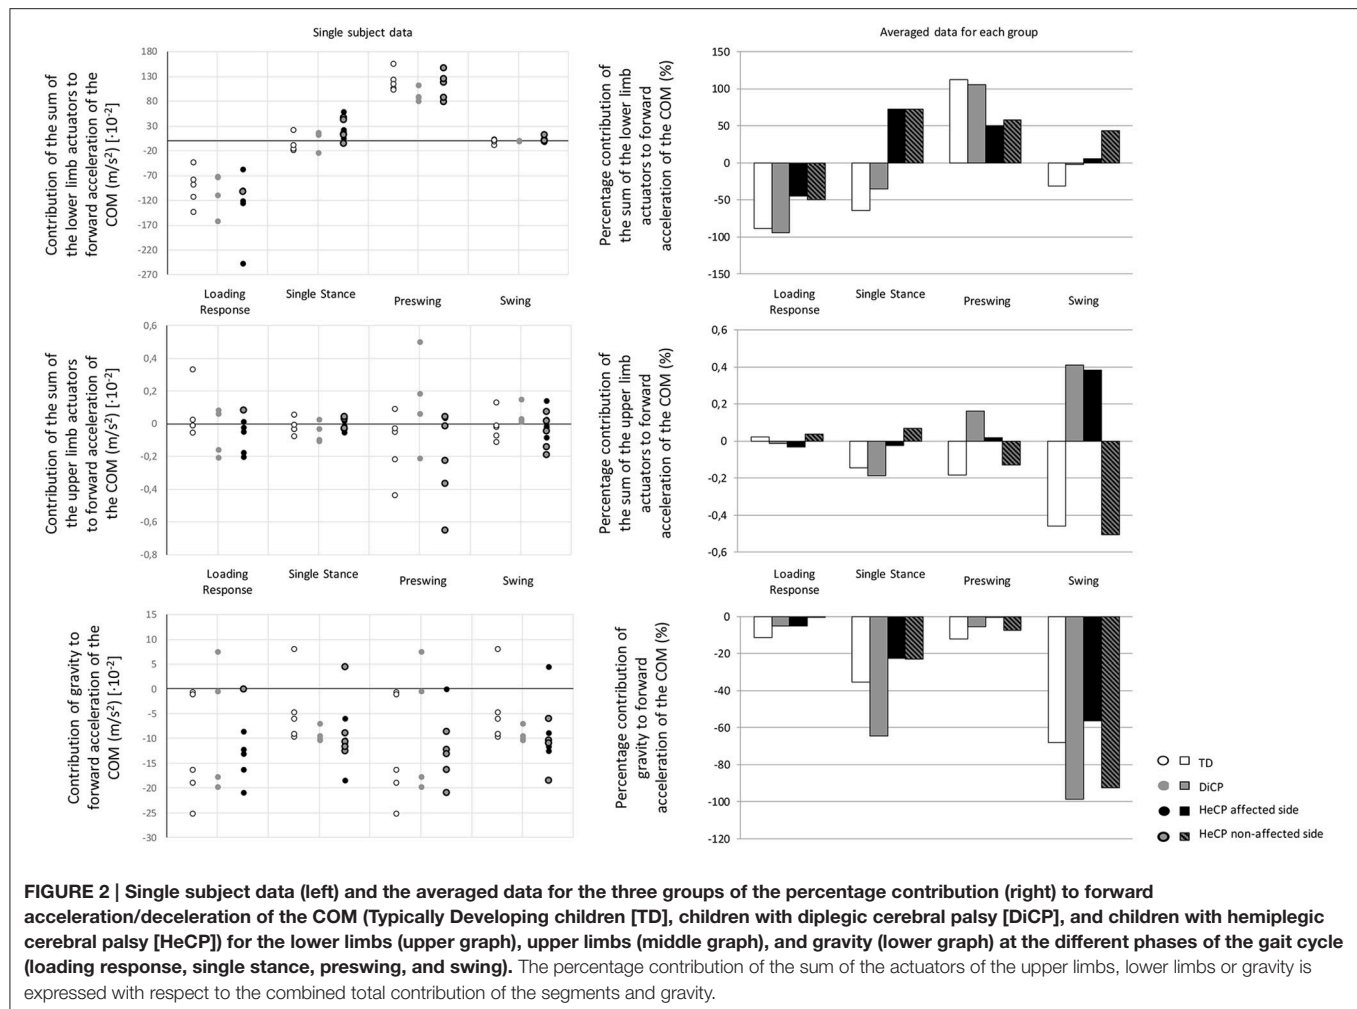 Single subject data
Contribution of the sum of
the lower limb actuators to
forward acceleration of the
COM (m/s²) [·10⁻²]
180
130
80
30
-20
-70
-120
-170
-220
-270
Loading
Response
Single Stance
Preswing
Swing
Averaged data for each group
Percentage contribution of
the sum of the lower limb
actuators to forward
acceleration of the COM (%)
150
100
50
0
-50
-100
-150
Loading
Response
Single Stance
Preswing
Swing
Contribution of the sum of
the upper limb actuators
to forward acceleration of
the COM (m/s²) [·10⁻²]
0,6
0,4
0,2
0
-0,2
-0,4
-0,6
-0,8
Loading
Response
Single Stance
Preswing
Swing
Percentage contribution of
the sum of the upper limb
actuators to forward
acceleration of the COM (%)
0,6
0,4
0,2
0
-0,2
-0,4
-0,6
Loading
Response
Single Stance
Preswing
Swing
Contribution of gravity to
forward acceleration of the
COM (m/s²) [·10⁻²]
15
10
5
0
-5
-10
-15
-20
-25
-30
Percentage contribution of
gravity to forward
acceleration of the COM (%)
0
-20
-40
-60
-80
-100
-120
TD
DiCP
HeCP affected side
HeCP non-affected side
FIGURE 2 | Single subject data (left) and the averaged data for the three groups of the percentage contribution (right) to forward
acceleration/deceleration of the COM (Typically Developing children [TD], children with diplegic cerebral palsy [DiCP], and children with hemiplegic
cerebral palsy [HeCP]) for the lower limbs (upper graph), upper limbs (middle graph), and gravity (lower graph) at the different phases of the gait cycle
(loading response, single stance, preswing, and swing). The percentage contribution of the sum of the actuators of the upper limbs, lower limbs or gravity is
expressed with respect to the combined total contribution of the segments and gravity.